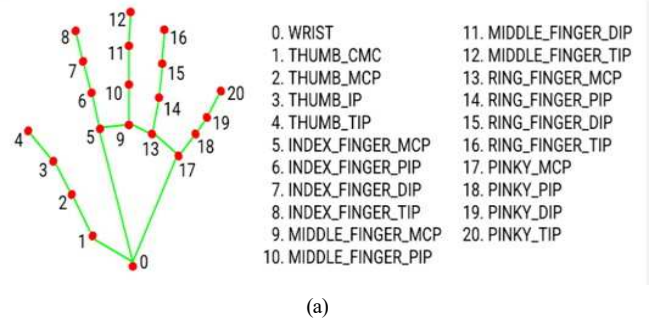 12
8
16
11
7
15
20
6
10
14
19
4
5
9
13
18
3
17
2
1
0
0. WRIST
1. THUMB_CMC
2. THUMB_MCP
3. THUMB_IP
4. THUMB_TIP
5. INDEX_FINGER_MCP
6. INDEX_FINGER_PIP
7. INDEX_FINGER_DIP
8. INDEX_FINGER_TIP
9. MIDDLE_FINGER_MCP
10. MIDDLE_FINGER_PIP
11. MIDDLE_FINGER_DIP
12. MIDDLE_FINGER_TIP
13. RING_FINGER_MCP
14. RING_FINGER_PIP
15. RING_FINGER_DIP
16. RING_FINGER_TIP
17. PINKY_MCP
18. PINKY_PIP
19. PINKY_DIP
20. PINKY_TIP
(a)